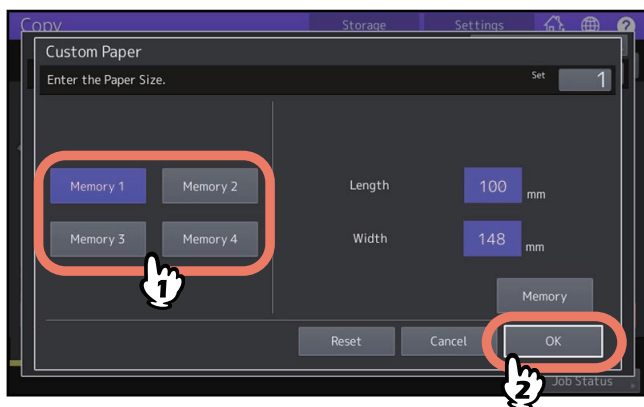 Copy Storage Settings ?
Custom Paper
Enter the Paper Size. Set 1
Memory 1 Memory 2 Length 100 mm
Memory 3 Memory 4 Width 148 mm
1
Memory
Reset Cancel OK
2 Job Status